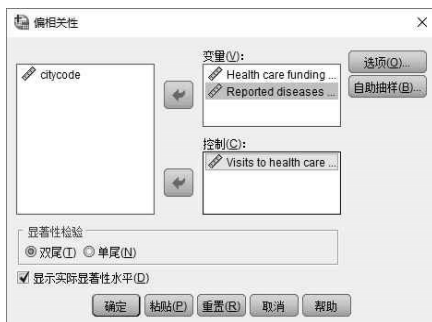 偏相关性
变量(V):
citycode
Health care funding ...
Reported diseases ...
选项(O)...
自助抽样(B)...
控制(C):
Visits to health care ...
显著性检验
双尾(T) 单尾(N)
显示实际显著性水平(D)
确定 粘贴(P) 重置(R) 取消 帮助